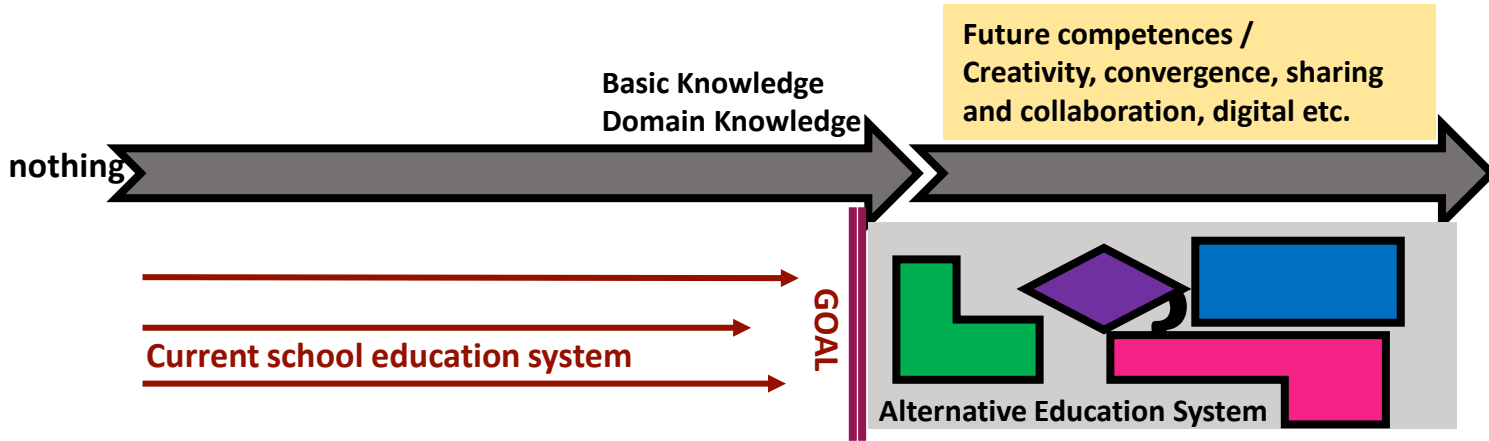 Future competences /
Creativity, convergence, sharing
and collaboration, digital etc.
Basic Knowledge
Domain Knowledge
nothing
GOAL
Current school education system
Alternative Education System